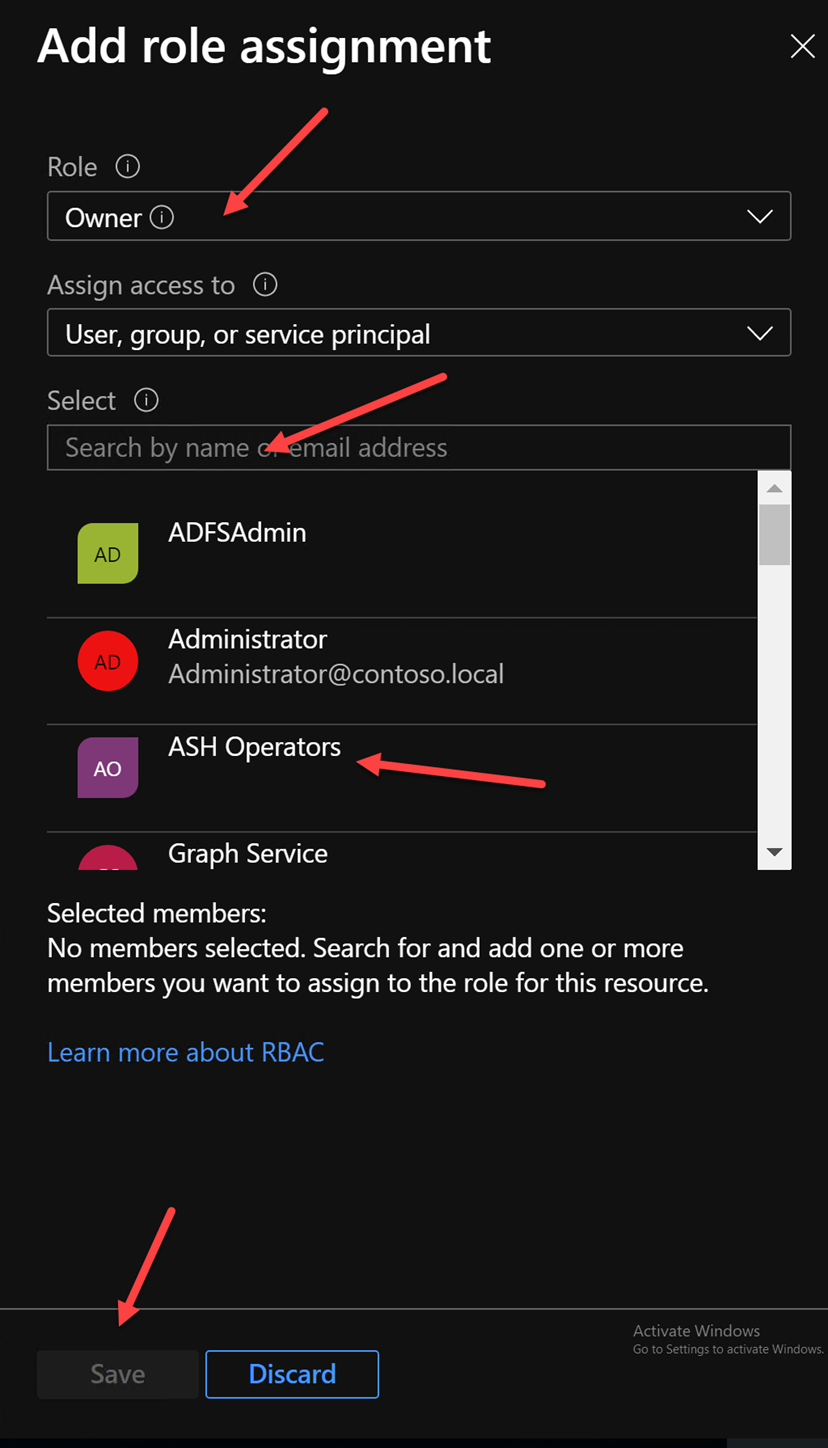 Add role assignment
Role
Owner
Assign access to
User, group, or service principal
Select
Search by name or email address
AD
ADFSAdmin
AD
Administrator
Administrator@contoso.local
AO
ASH Operators
Graph Service
Selected members:
No members selected. Search for and add one or more
members you want to assign to the role for this resource.
Learn more about RBAC
Activate Windows
Go to Settings to activate Windows.
Save
Discard